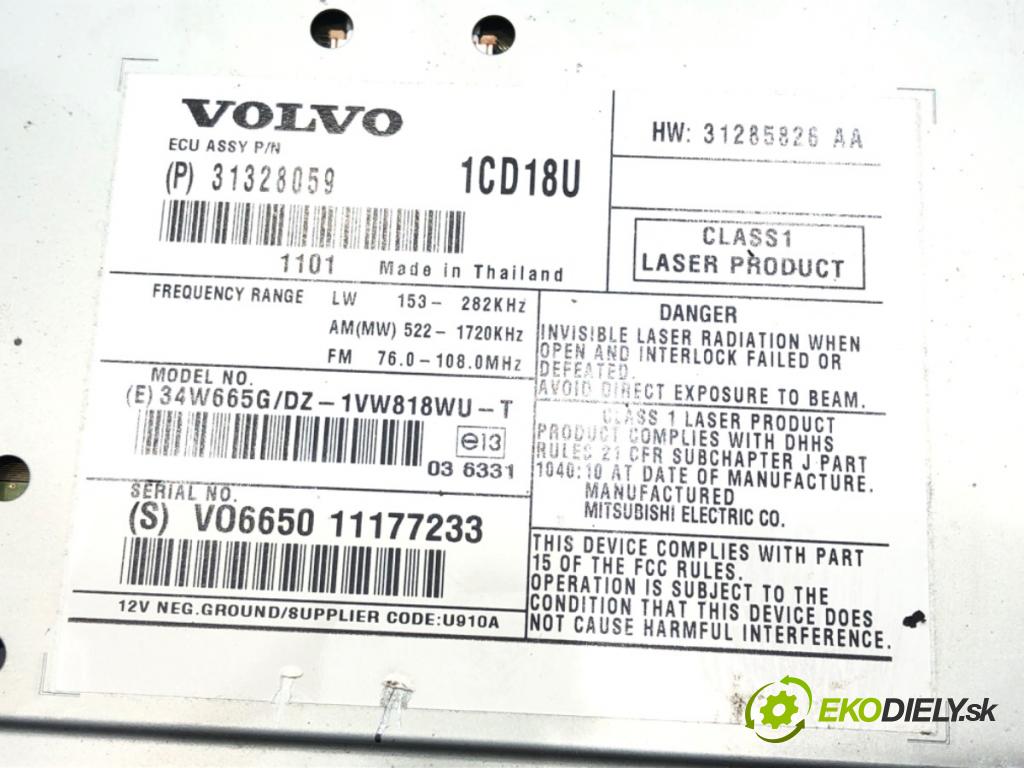 VOLVO
ECU ASSY P/N
(P) 31328059
1CD18U
1101 Made in Thailand
HW: 31285826 AA
CLASS1
LASER PRODUCT
FREQUENCY RANGE LW 153- 282KHz
AM(MW) 522- 1720KHz
FM 76.0-108.0MHz
MODEL NO.
(E) 34W665G/DZ-1VW818WU-T
e13
03 6331
SERIAL NO.
(S) VO6650 11177233
12V NEG.GROUND/SUPPLIER CODE:U910A
DANGER
INVISIBLE LASER RADIATION WHEN
OPEN AND INTERLOCK FAILED OR
DEFEATED.
AVOID DIRECT EXPOSURE TO BEAM.
CLASS 1 LASER PRODUCT
PRODUCT COMPLIES WITH DHHS
RULES 21 CFR SUBCHAPTER J PART
1040:10 AT DATE OF MANUFACTURE.
MANUFACTURED
MITSUBISHI ELECTRIC CO.
THIS DEVICE COMPLIES WITH PART
15 OF THE FCC RULES.
OPERATION IS SUBJECT TO THE
CONDITION THAT THIS DEVICE DOES
NOT CAUSE HARMFUL INTERFERENCE.
EKODIELY.sk